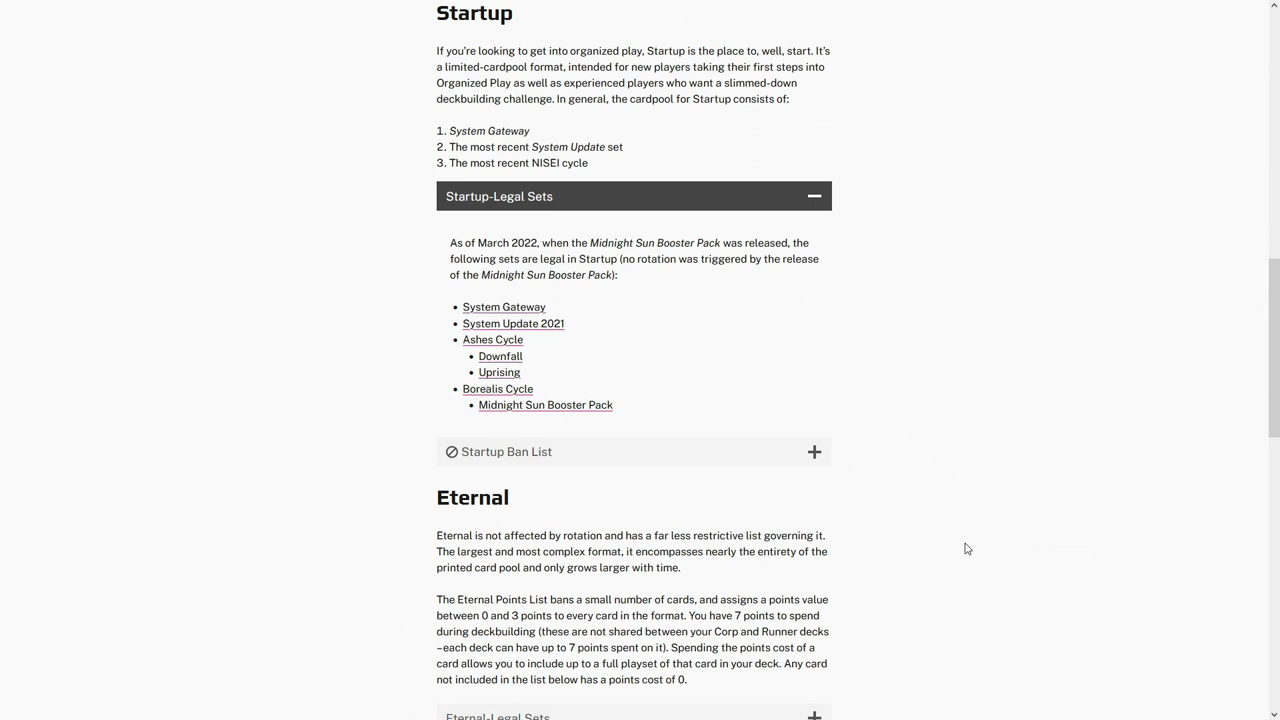 Startup
If you're looking to get into organized play, Startup is the place to, well, start. It's
a limited-cardpool format, intended for new players taking their first steps into
Organized Play as well as experienced players who want a slimmed-down
deckbuilding challenge. In general, the cardpool for Startup consists of:
1. System Gateway
2. The most recent System Update set
3. The most recent NISEI cycle
Startup-Legal Sets
As of March 2022, when the Midnight Sun Booster Pack was released, the
following sets are legal in Startup (no rotation was triggered by the release
of the Midnight Sun Booster Pack):
• System Gateway
• System Update 2021
• Ashes Cycle
• Downfall
• Uprising
• Borealis Cycle
• Midnight Sun Booster Pack
Startup Ban List
Eternal
Eternal is not affected by rotation and has a far less restrictive list governing it.
The largest and most complex format, it encompasses nearly the entirety of the
printed card pool and only grows larger with time.
The Eternal Points List bans a small number of cards, and assigns a points value
between 0 and 3 points to every card in the format. You have 7 points to spend
during deckbuilding (these are not shared between your Corp and Runner decks
–each deck can have up to 7 points spent on it). Spending the points cost of a
card allows you to include up to a full playset of that card in your deck. Any card
not included in the list below has a points cost of 0.
Eternal-Legal Sets